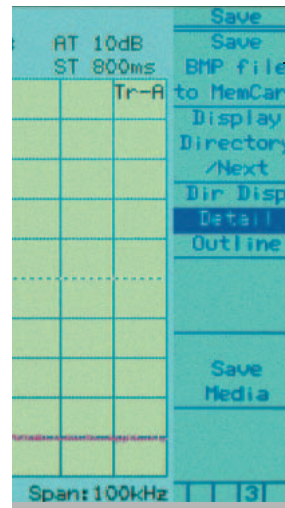 AT 10dB
ST 800ms
Tr-A
Span:100kHz
Save
Save
BMP file
to MemCar
Display
Directory
/Next
Dir Disp
Detail
Outline
Save
Media
3